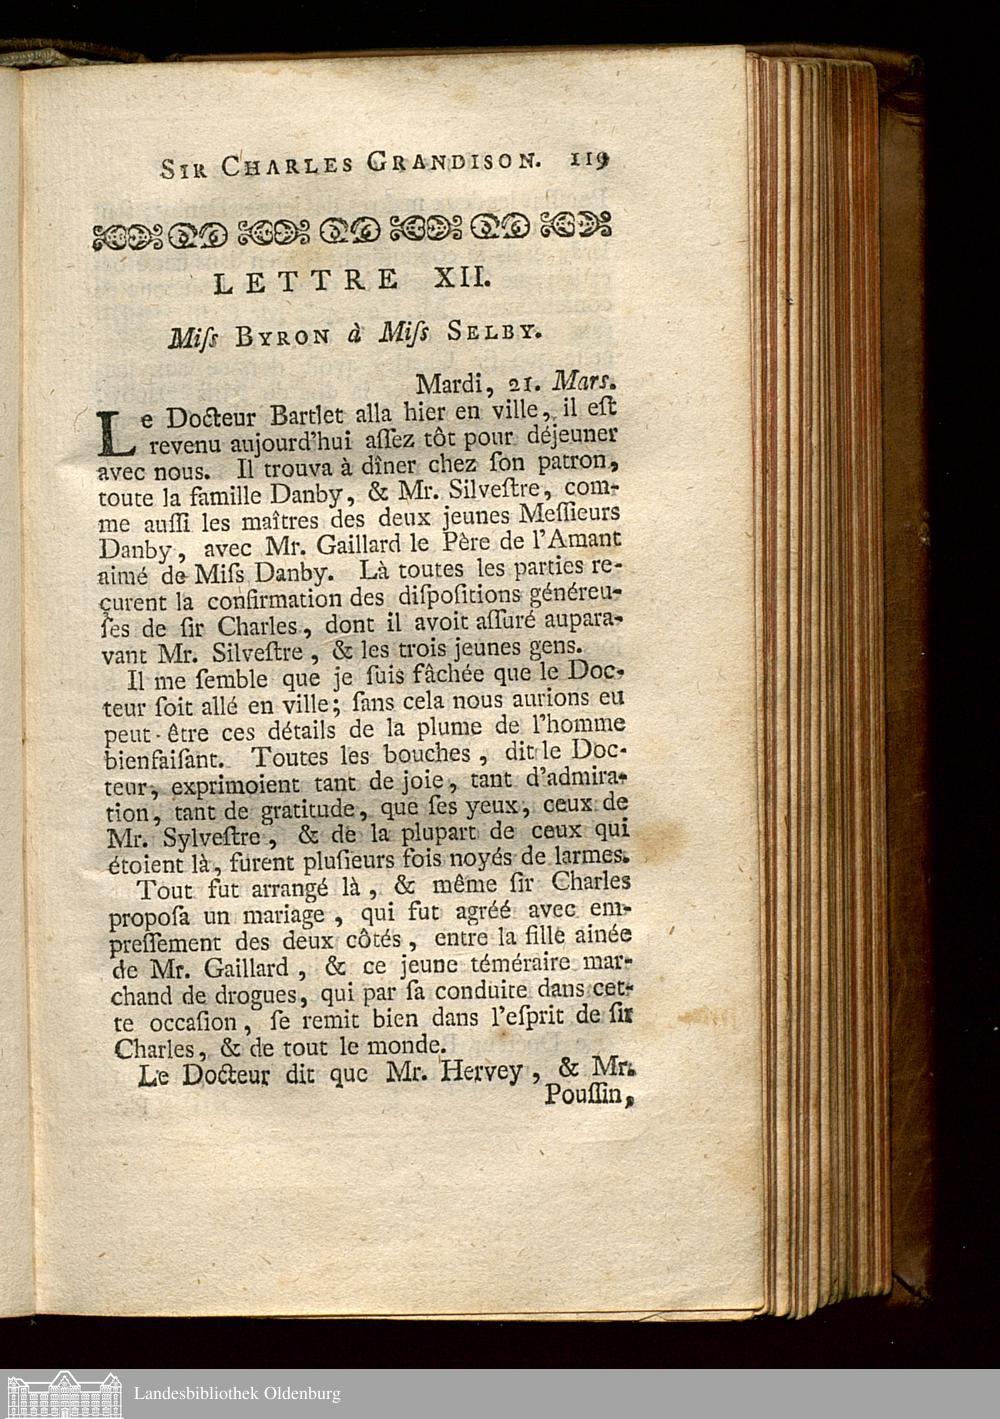 SIR CHARLES GRANDISON. 119
LETTRE XII.
Miſs BYRON à Miſs SELBY.
Mardi, 21. Mars.
Le Docteur Bartlet alla hier en ville, il eſt
revenu aujourd'hui aſſez tôt pour déjeuner
avec nous. Il trouva à dîner chez ſon patron,
toute la famille Danby, & Mr. Silveſtre, com-
me auſſi les maîtres des deux jeunes Meſſieurs
Danby, avec Mr. Gaillard le Père de l'Amant
aimé de Miſs Danby. Là toutes les parties re-
çurent la confirmation des diſpoſitions généreu-
ſes de ſir Charles, dont il avoit aſſuré aupara-
vant Mr. Silveſtre, & les trois jeunes gens.
Il me ſemble que je ſuis fâchée que le Doc-
teur ſoit allé en ville; ſans cela nous aurions eu
peut-être ces détails de la plume de l'homme
bienfaiſant. Toutes les bouches, dit le Doc-
teur, exprimoient tant de joie, tant d'admira-
tion, tant de gratitude, que ſes yeux, ceux de
Mr. Sylveſtre, & de la plupart de ceux qui
étoient là, furent pluſieurs fois noyés de larmes.
Tout fut arrangé là, & même ſir Charles
propoſa un mariage, qui fut agréé avec em-
preſſement des deux côtés, entre la fille ainée
de Mr. Gaillard, & ce jeune téméraire mar-
chand de drogues, qui par ſa conduite dans cet-
te occaſion, ſe remit bien dans l'eſprit de ſir
Charles, & de tout le monde.
Le Docteur dit que Mr. Hervey, & Mr.
Pouſſin,
Landesbibliothek Oldenburg